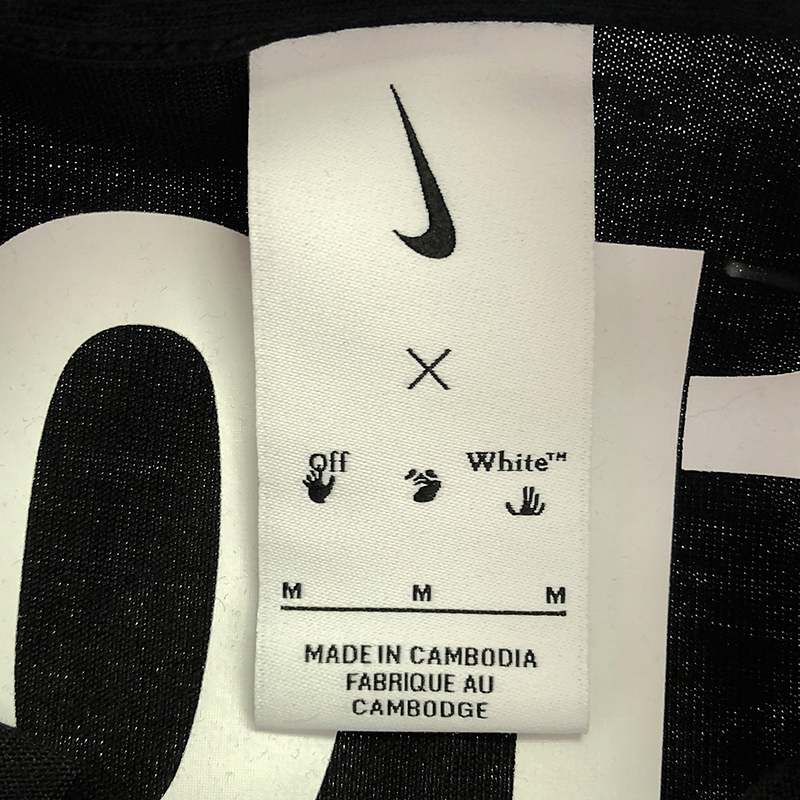 ×
Off White™
M M M
MADE IN CAMBODIA
FABRIQUE AU
CAMBODGE